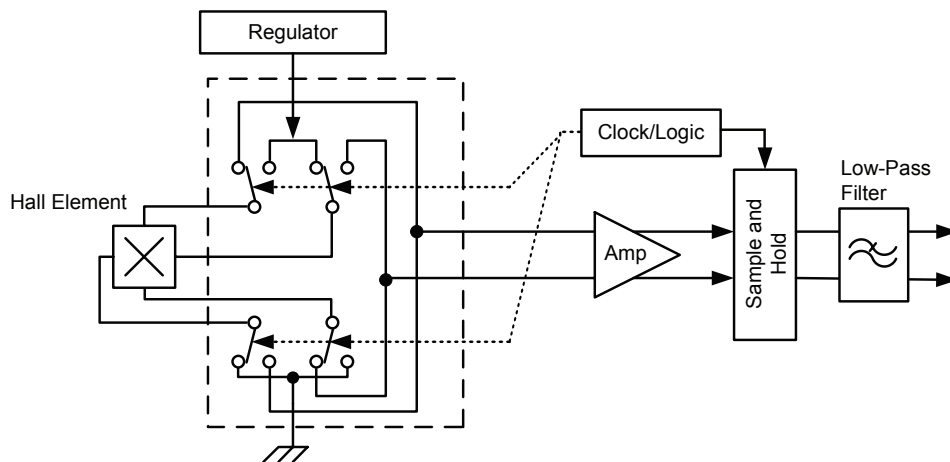 Regulator
Clock/Logic
Low-Pass
Filter
Hall Element
Amp
Sample and
Hold